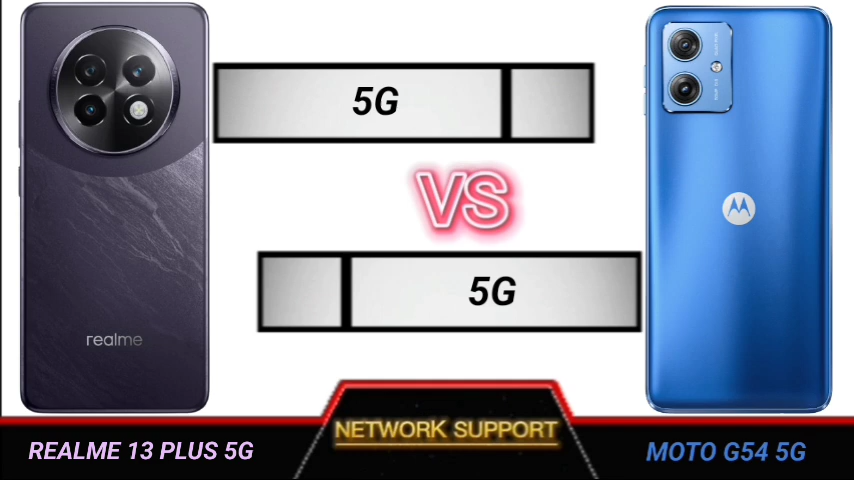 5G
VS
5G
realme
NETWORK SUPPORT
REALME 13 PLUS 5G
MOTO G54 5G